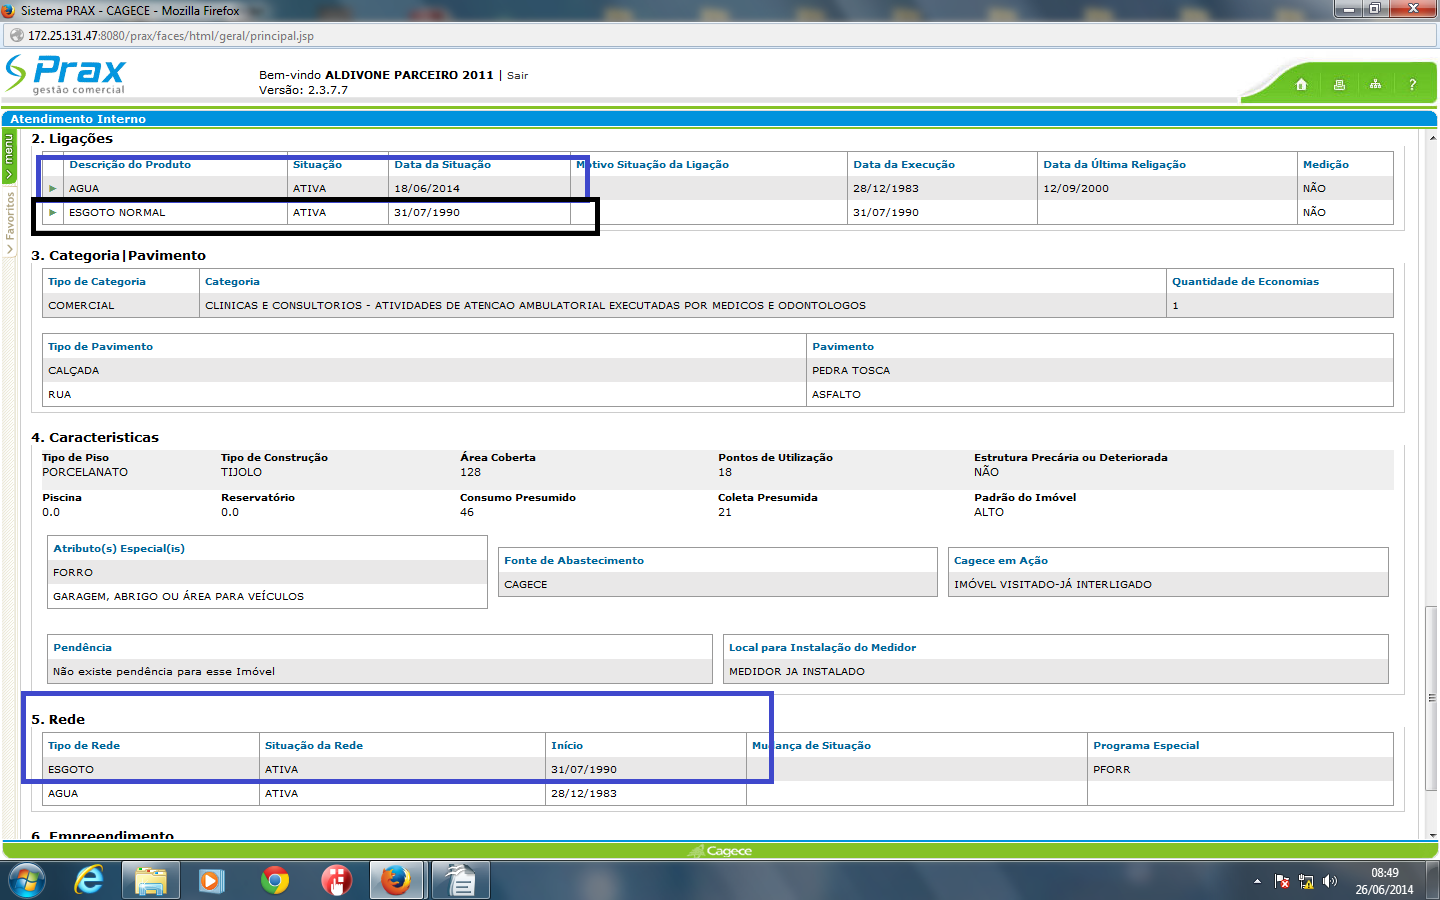 Sistema PRAX - CAGECE - Mozilla Firefox
172.25.131.47:8080/prax/faces/html/geral/principal.jsp
Prax
gestão comercial
Bem-vindo ALDIVONE PARCEIRO 2011 | Sair
Versão: 2.3.7.7
?
Atendimento Interno
menu
Favoritos
2. Ligações
Descrição do Produto Situação Data da Situação Motivo Situação da Ligação Data da Execução Data da Última Religação Medição
AGUA ATIVA 18/06/2014 28/12/1983 12/09/2000 NÃO
ESGOTO NORMAL ATIVA 31/07/1990 31/07/1990 NÃO
3. Categoria|Pavimento
Tipo de Categoria Categoria Quantidade de Economias
COMERCIAL CLINICAS E CONSULTORIOS - ATIVIDADES DE ATENCAO AMBULATORIAL EXECUTADAS POR MEDICOS E ODONTOLOGOS 1
Tipo de Pavimento Pavimento
CALÇADA PEDRA TOSCA
RUA ASFALTO
4. Caracteristicas
Tipo de Piso Tipo de Construção Área Coberta Pontos de Utilização Estrutura Precária ou Deteriorada
PORCELANATO TIJOLO 128 18 NÃO
Piscina Reservatório Consumo Presumido Coleta Presumida Padrão do Imóvel
0.0 0.0 46 21 ALTO
Atributo(s) Especial(is)
FORRO
GARAGEM, ABRIGO OU ÁREA PARA VEÍCULOS
Fonte de Abastecimento
CAGECE
Cagece em Ação
IMÓVEL VISITADO-JÁ INTERLIGADO
Pendência
Não existe pendência para esse Imóvel
Local para Instalação do Medidor
MEDIDOR JA INSTALADO
5. Rede
Tipo de Rede Situação da Rede Início Mudança de Situação Programa Especial
ESGOTO ATIVA 31/07/1990 PFORR
AGUA ATIVA 28/12/1983
6. Empreendimento
Cagece
08:49
26/06/2014